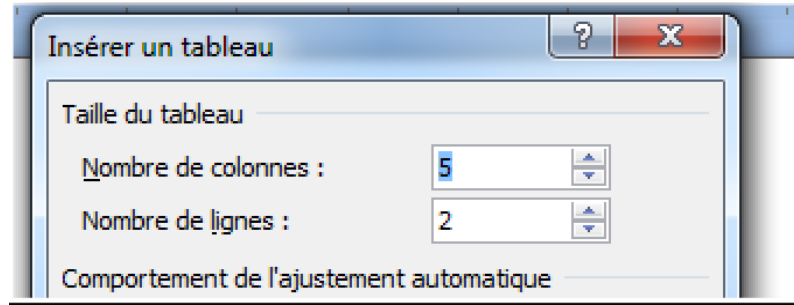 Insérer un tableau
Taille du tableau
Nombre de colonnes : 5
Nombre de lignes : 2
Comportement de l'ajustement automatique